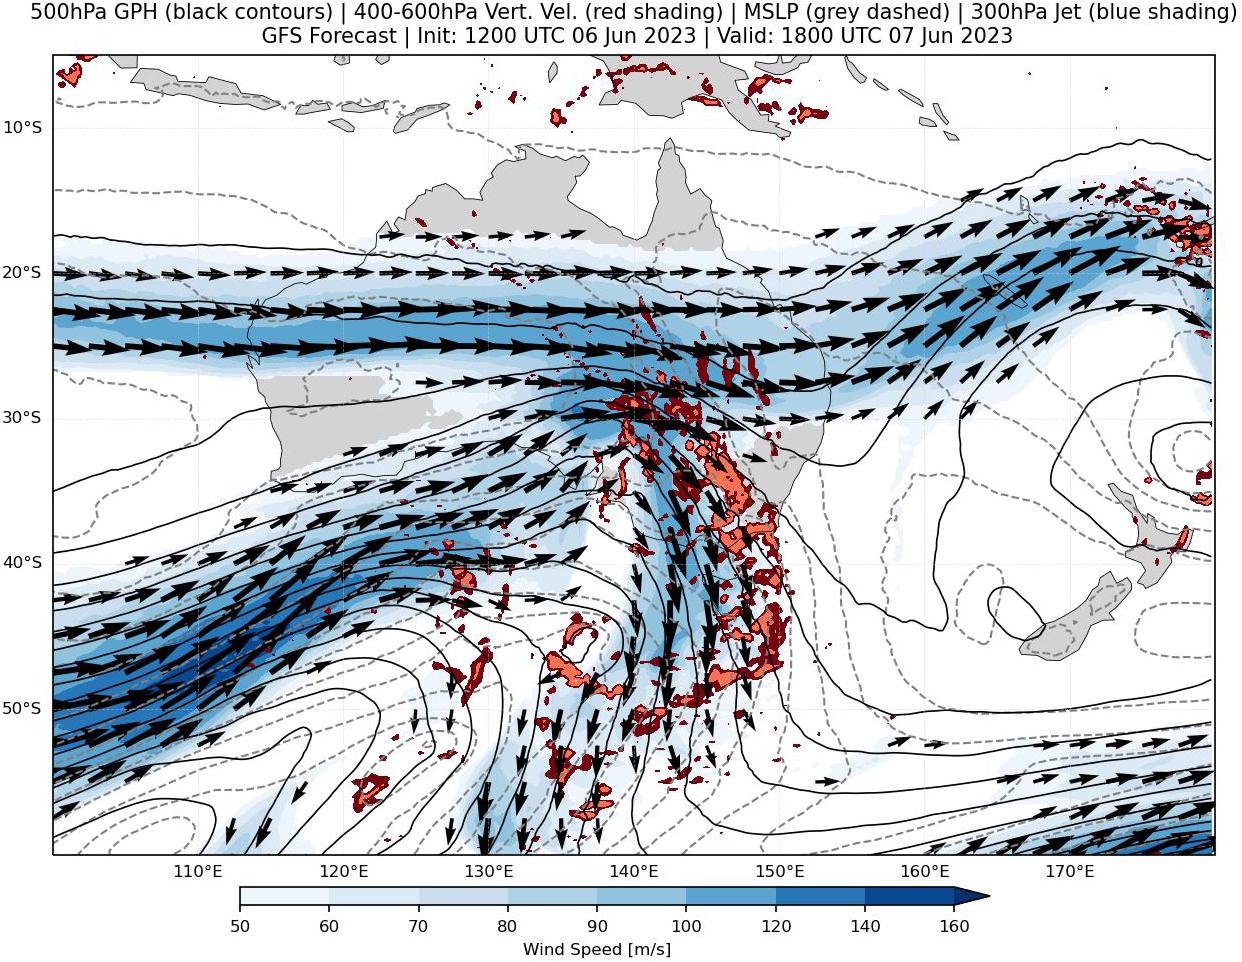 500hPa GPH (black contours) | 400-600hPa Vert. Vel. (red shading) | MSLP (grey dashed) | 300hPa Jet (blue shading)
GFS Forecast | Init: 1200 UTC 06 Jun 2023 | Valid: 1800 UTC 07 Jun 2023
10°S
20°S
30°S
40°S
50°S
110°E 120°E 130°E 140°E 150°E 160°E 170°E
50 60 70 80 90 100 120 140 160
Wind Speed [m/s]